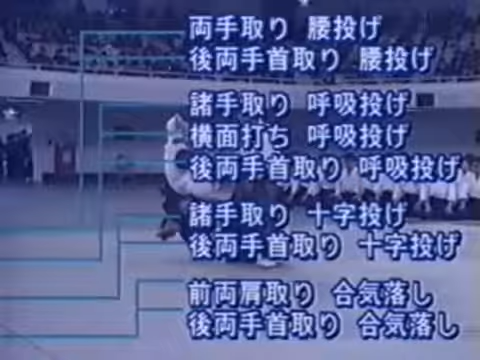 両手取り 腰投げ
後両手首取り 腰投げ
諸手取り 呼吸投げ
横面打ち 呼吸投げ
後両手首取り 呼吸投げ
諸手取り 十字投げ
後両手首取り 十字投げ
前両肩取り 合気落し
後両手首取り 合気落し